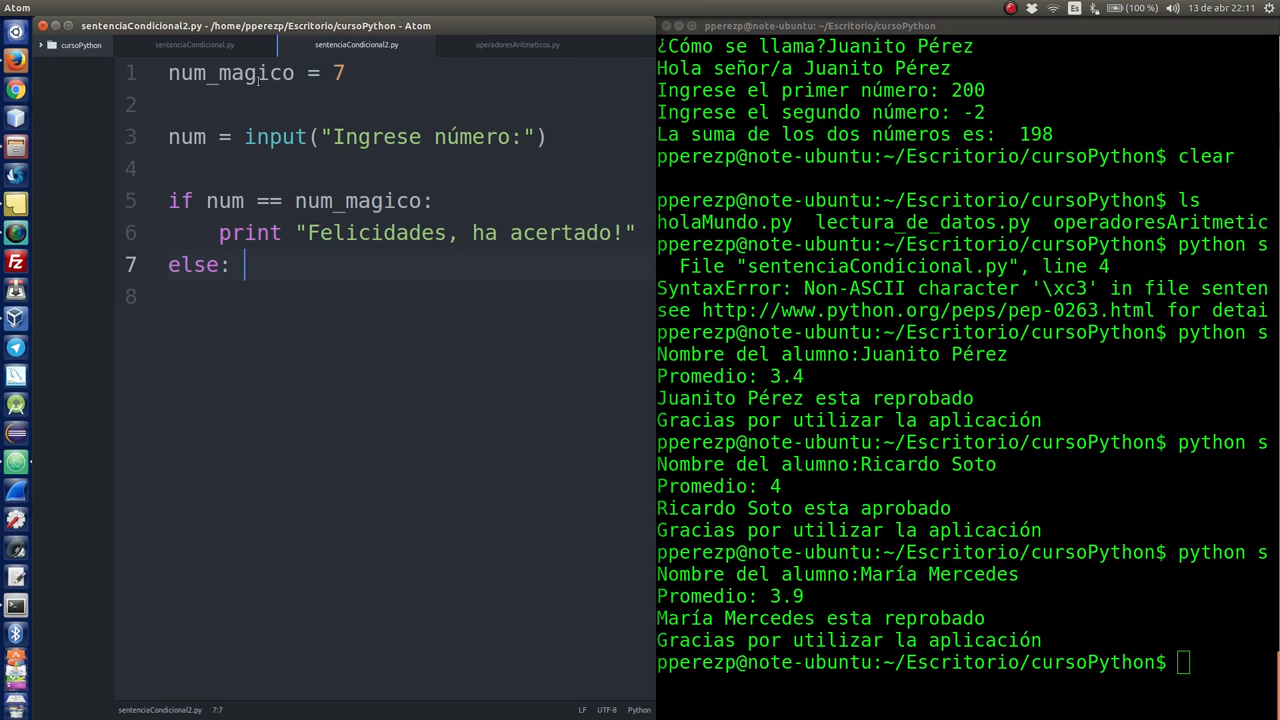 Atom
Es
(100 %)
13 de abr 22:11
sentenciaCondicional2.py - /home/pperezp/Escritorio/cursoPython - Atom
cursoPython
sentenciaCondicional.py
sentenciaCondicional2.py
operadoresAritmeticos.py
1 num_magico = 7
2
3 num = input("Ingrese número:")
4
5 if num == num_magico:
6 print "Felicidades, ha acertado!"
7 else:
8
sentenciaCondicional2.py 7:7
LF UTF-8 Python
pperezp@note-ubuntu: ~/Escritorio/cursoPython
¿Cómo se llama?Juanito Pérez
Hola señor/a Juanito Pérez
Ingrese el primer número: 200
Ingrese el segundo número: -2
La suma de los dos números es:  198
pperezp@note-ubuntu:~/Escritorio/cursoPython$ clear
pperezp@note-ubuntu:~/Escritorio/cursoPython$ ls
holaMundo.py  lectura_de_datos.py  operadoresAritmetic
pperezp@note-ubuntu:~/Escritorio/cursoPython$ python s
File "sentenciaCondicional.py", line 4
SyntaxError: Non-ASCII character '\xc3' in file senten
see http://www.python.org/peps/pep-0263.html for detai
pperezp@note-ubuntu:~/Escritorio/cursoPython$ python s
Nombre del alumno:Juanito Pérez
Promedio: 3.4
Juanito Pérez esta reprobado
Gracias por utilizar la aplicación
pperezp@note-ubuntu:~/Escritorio/cursoPython$ python s
Nombre del alumno:Ricardo Soto
Promedio: 4
Ricardo Soto esta aprobado
Gracias por utilizar la aplicación
pperezp@note-ubuntu:~/Escritorio/cursoPython$ python s
Nombre del alumno:María Mercedes
Promedio: 3.9
María Mercedes esta reprobado
Gracias por utilizar la aplicación
pperezp@note-ubuntu:~/Escritorio/cursoPython$